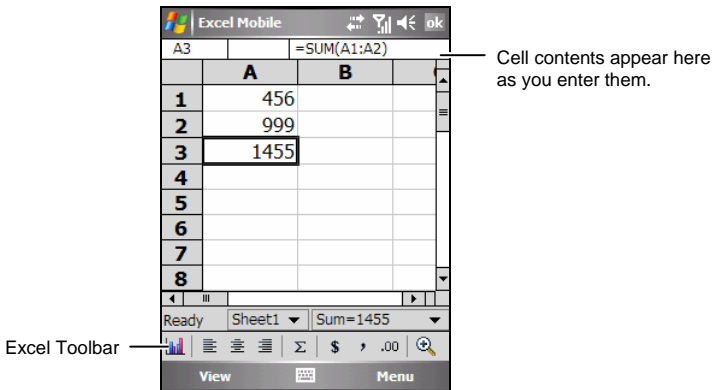 Excel Mobile ok
A3 =SUM(A1:A2)
Cell contents appear here
as you enter them.
A B
1 456
2 999
3 1455
4
5
6
7
8
Ready Sheet1 Sum=1455
Excel Toolbar
Σ $ , .00
View Menu